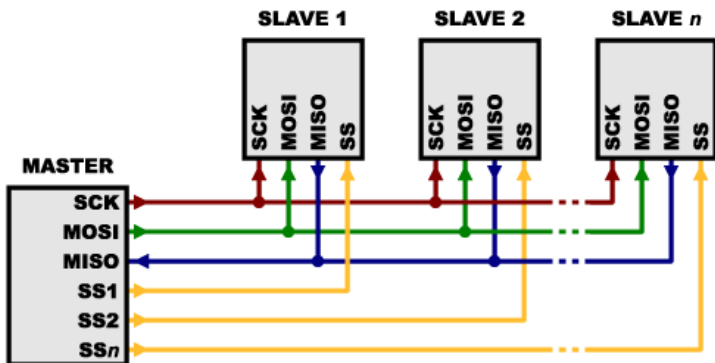 SLAVE 1
SLAVE 2
SLAVE n
SCK
MOSI
MISO
SS
SCK
MOSI
MISO
SS
SCK
MOSI
MISO
SS
MASTER
SCK
MOSI
MISO
SS1
SS2
SSn